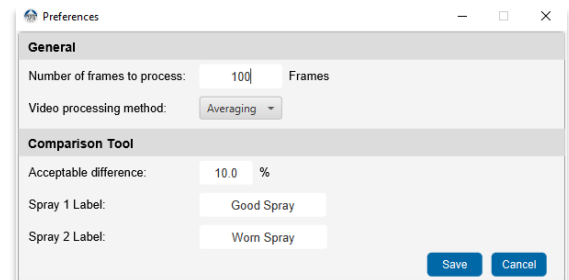 Preferences
General
Number of frames to process: 100 Frames
Video processing method: Averaging
Comparison Tool
Acceptable difference: 10.0 %
Spray 1 Label: Good Spray
Spray 2 Label: Worn Spray
Save Cancel